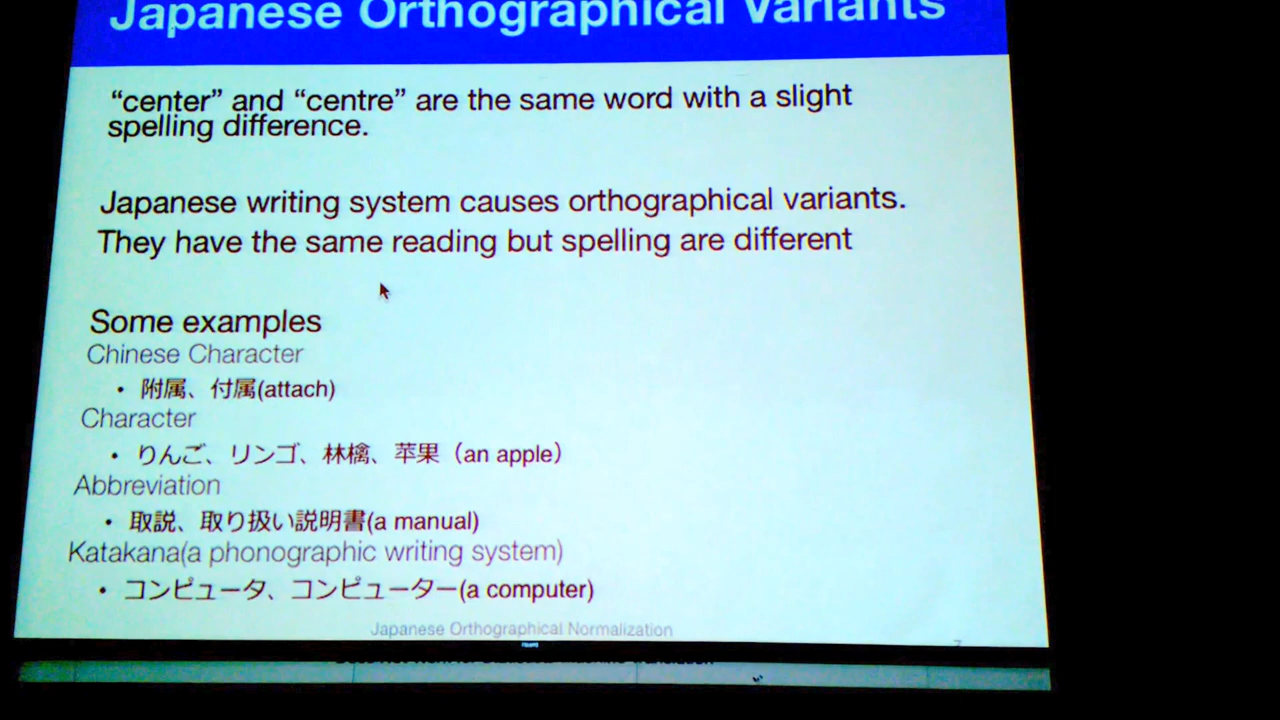 Japanese Orthographical Variants
“center” and “centre” are the same word with a slight
spelling difference.
Japanese writing system causes orthographical variants.
They have the same reading but spelling are different
Some examples
Chinese Character
• 附属、付属(attach)
Character
• りんご、リンゴ、林檎、苹果（an apple）
Abbreviation
• 取説、取り扱い説明書(a manual)
Katakana(a phonographic writing system)
• コンピュータ、コンピューター(a computer)
Japanese Orthographical Normalization
7